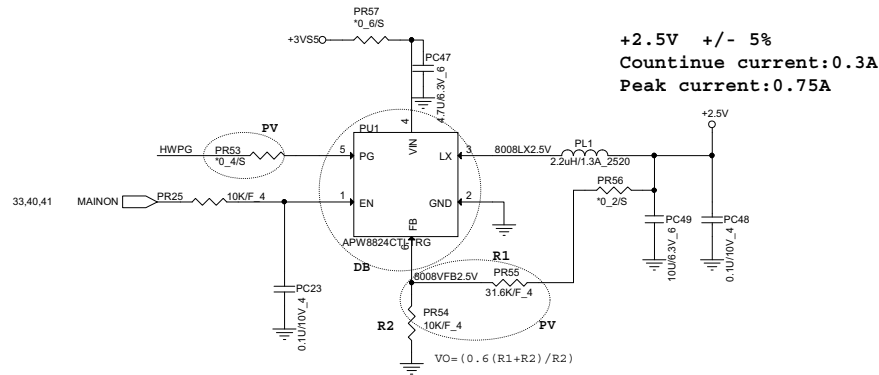 PR57
*0_6/S
+3VS5
PC47
4.7U/6.3V_6
+2.5V +/- 5%
Countinue current:0.3A
Peak current:0.75A
+2.5V
PV
PU1
4
VIN
HWPG
PR53
*0_4/S
5
PG
LX
3
8008LX2.5V
PL1
2.2uH/1.3A_2520
PR56
*0_2/S
33,40,41
MAINON
PR25
10K/F_4
1
EN
GND
2
FB
6
PC49
10U/6.3V_6
PC48
0.1U/10V_4
APW8824CTI-TRG
DB
R1
8008VFB2.5V
PR55
31.6K/F_4
PC23
0.1U/10V_4
R2
PR54
10K/F_4
PV
VO=(0.6(R1+R2)/R2)